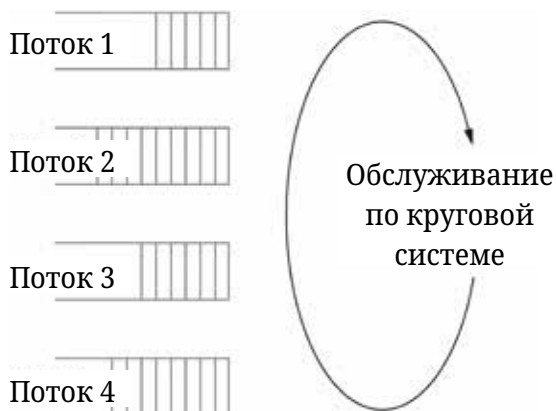 Поток 1
Поток 2
Поток 3
Поток 4
Обслуживание
по круговой
системе